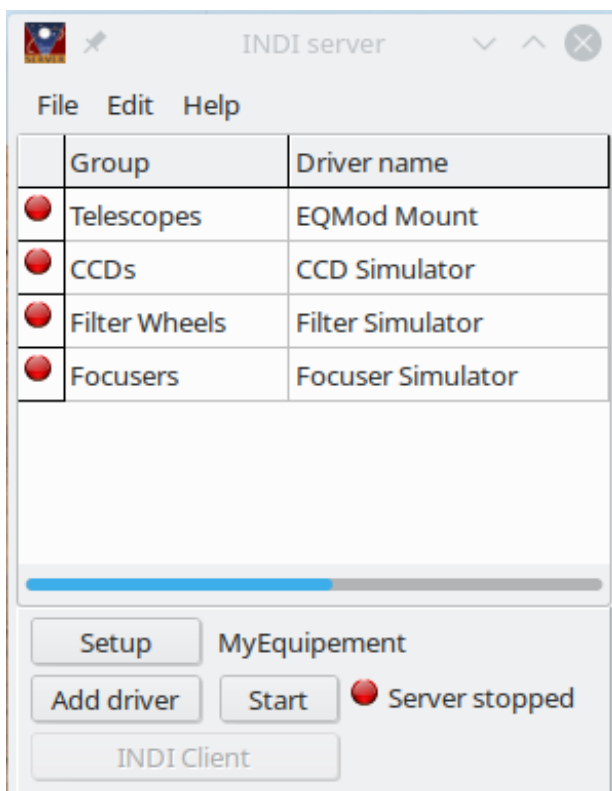 INDI server
File Edit Help
Group Driver name
Telescopes EQMod Mount
CCDs CCD Simulator
Filter Wheels Filter Simulator
Focusers Focuser Simulator
Setup MyEquipement
Add driver Start Server stopped
INDI Client